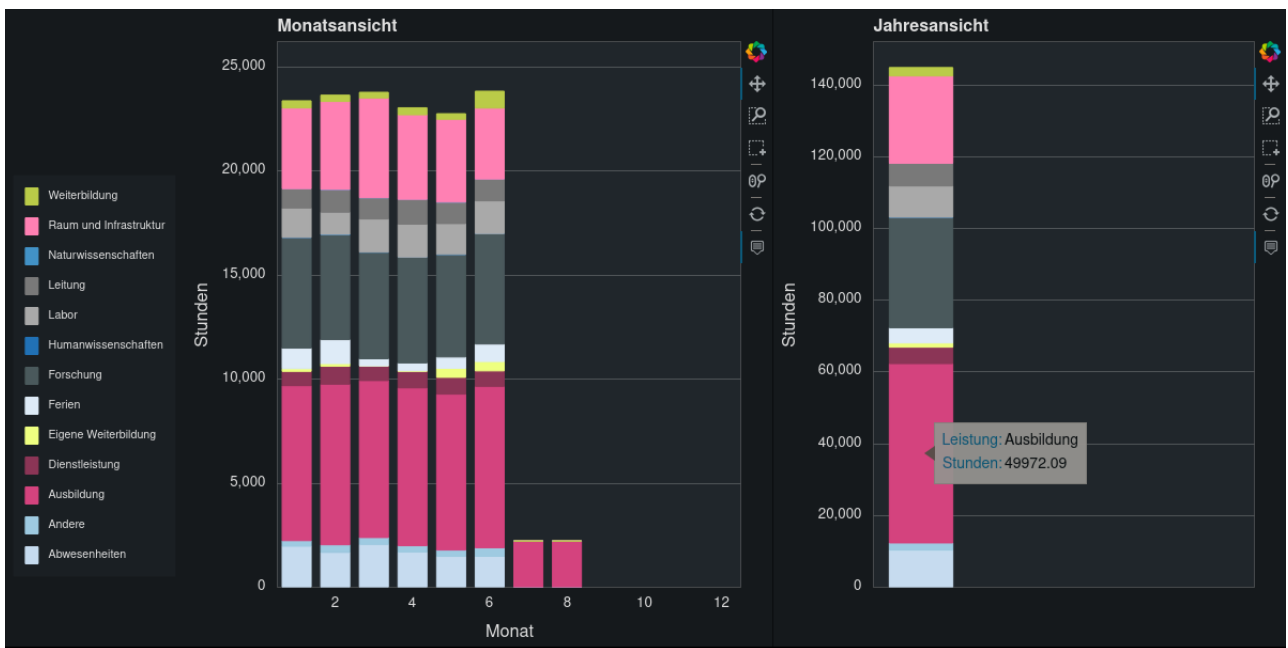 Monatsansicht
25,000
20,000
15,000
10,000
5,000
0
2
4
6
8
10
12
Stunden
Monat
Weiterbildung
Raum und Infrastruktur
Naturwissenschaften
Leitung
Labor
Humanwissenschaften
Forschung
Ferien
Eigene Weiterbildung
Dienstleistung
Ausbildung
Andere
Abwesenheiten
Jahresansicht
140,000
120,000
100,000
80,000
60,000
40,000
20,000
0
Stunden
Leistung: Ausbildung
Stunden: 49972.09